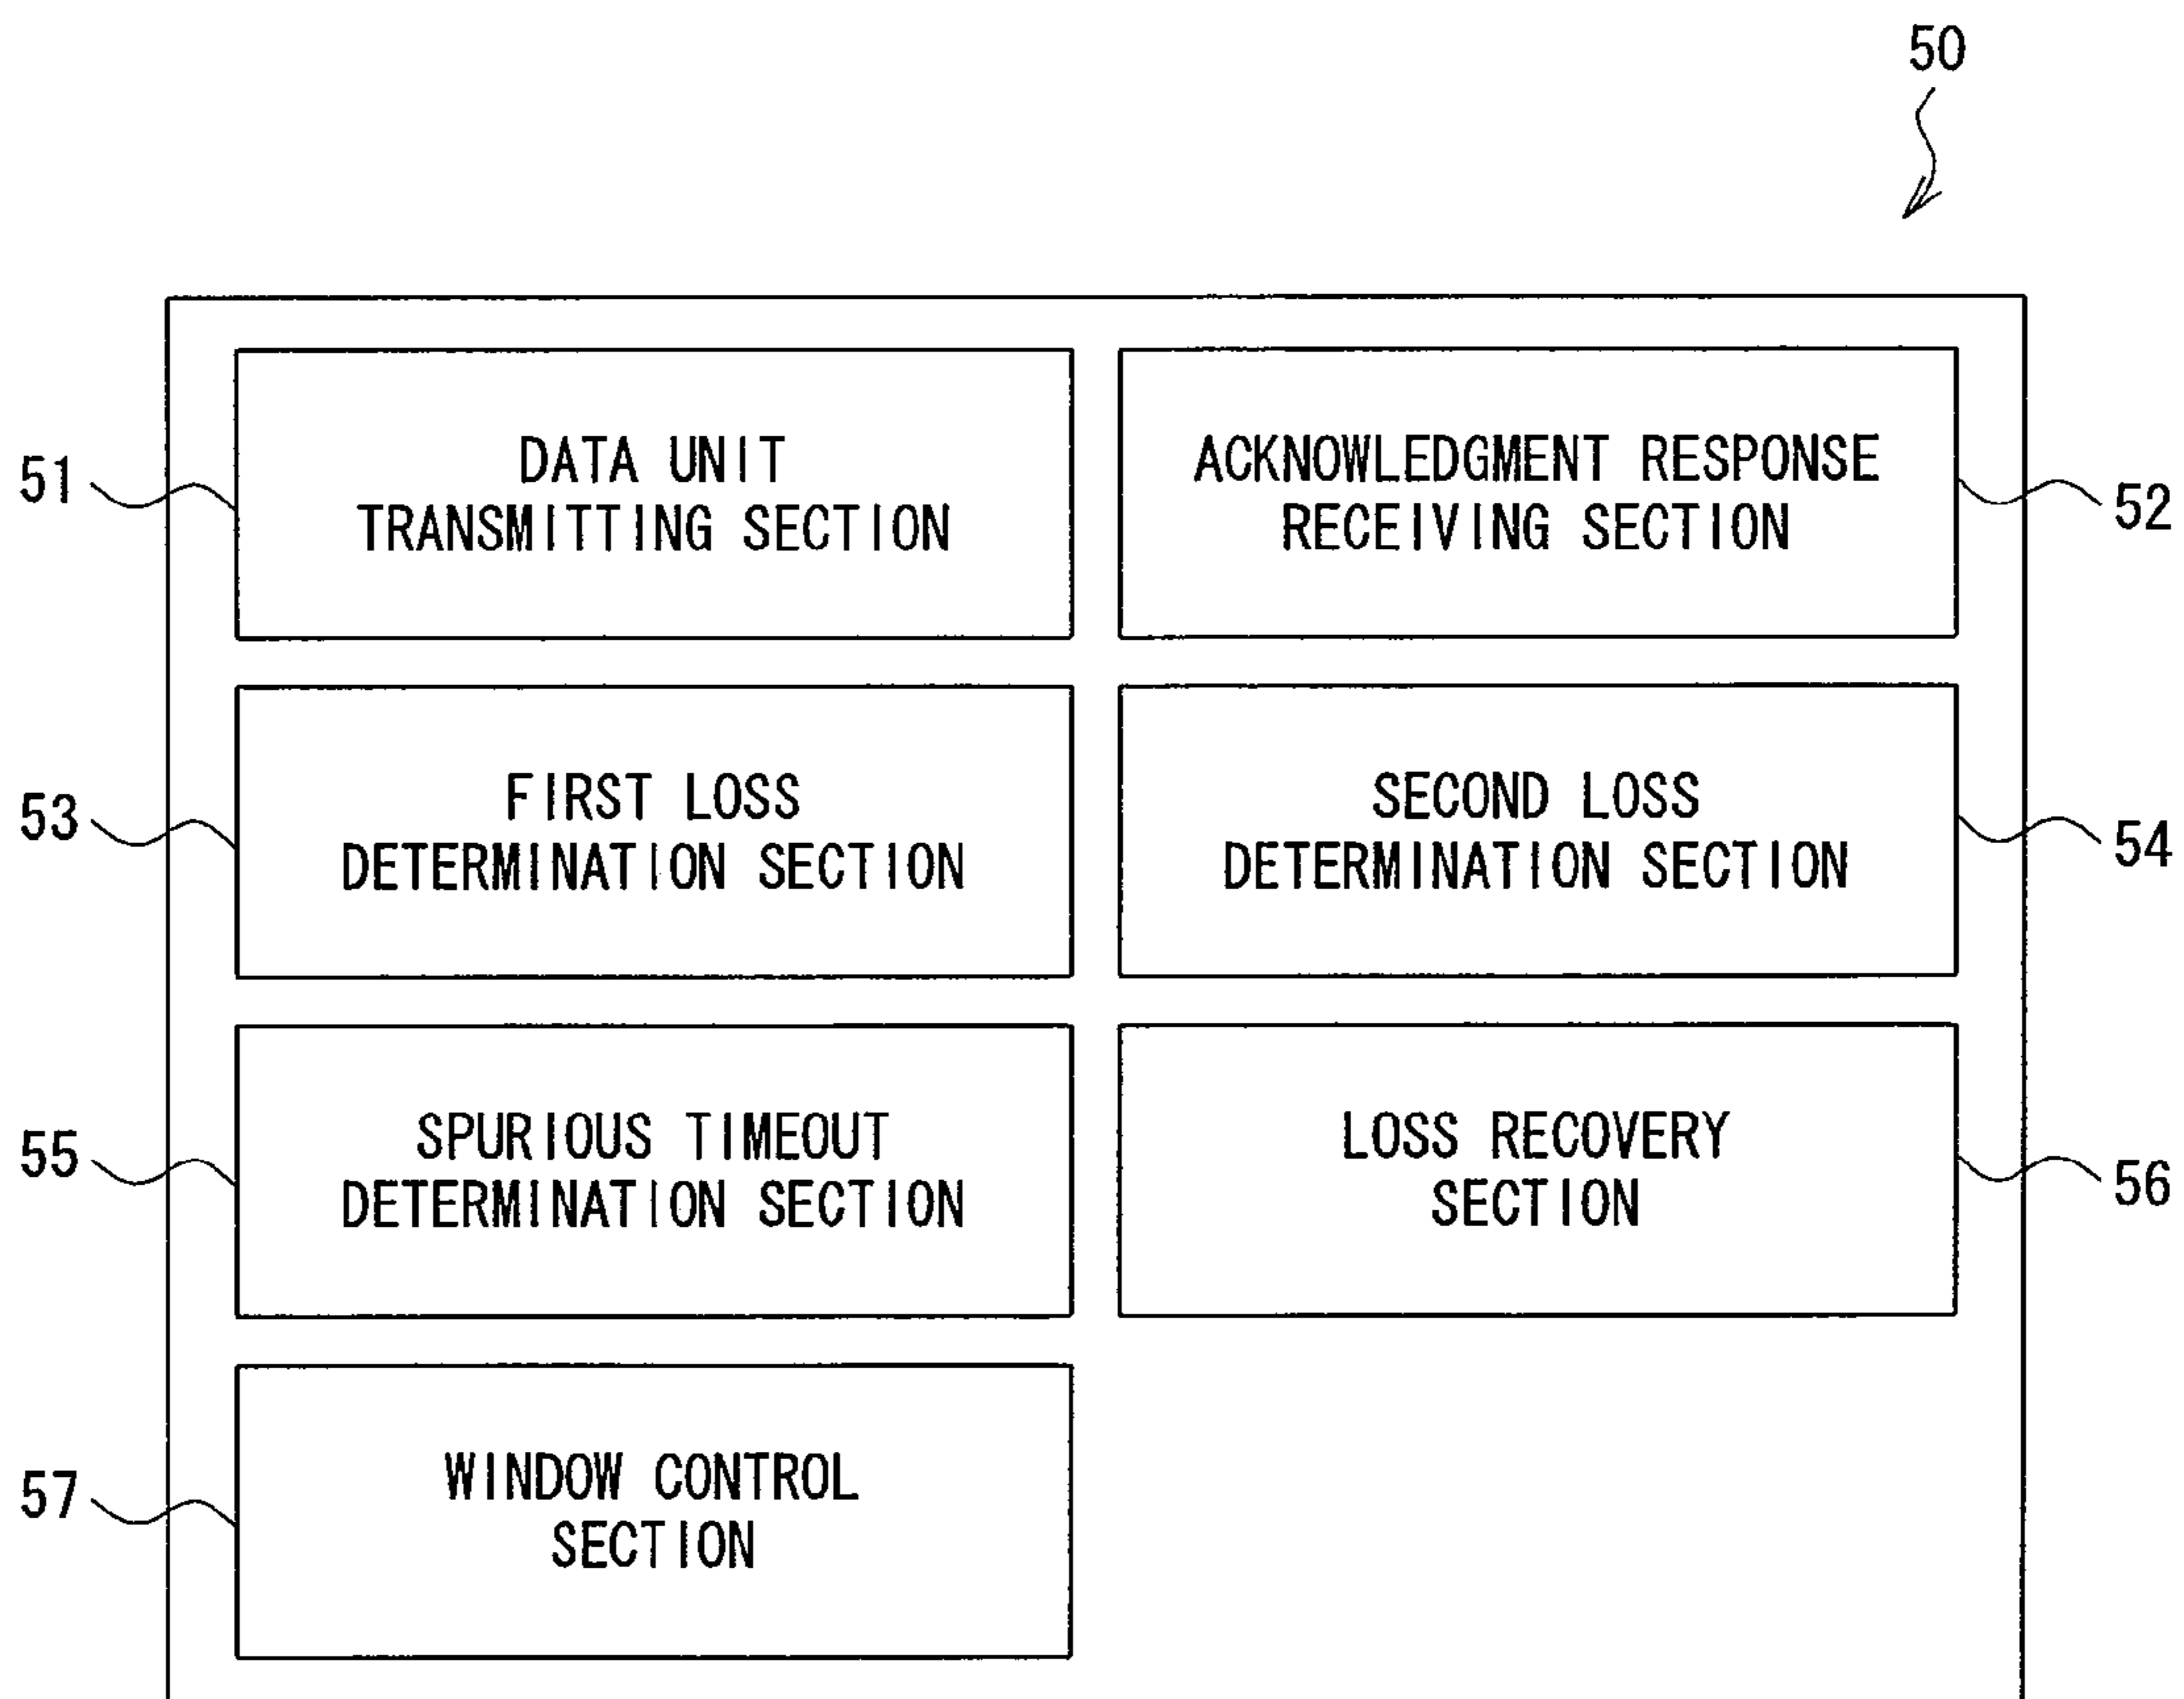 50
51
DATA UNIT
TRANSMITTING SECTION
ACKNOWLEDGMENT RESPONSE
RECEIVING SECTION
52
53
FIRST LOSS
DETERMINATION SECTION
SECOND LOSS
DETERMINATION SECTION
54
55
SPURIOUS TIMEOUT
DETERMINATION SECTION
LOSS RECOVERY
SECTION
56
57
WINDOW CONTROL
SECTION